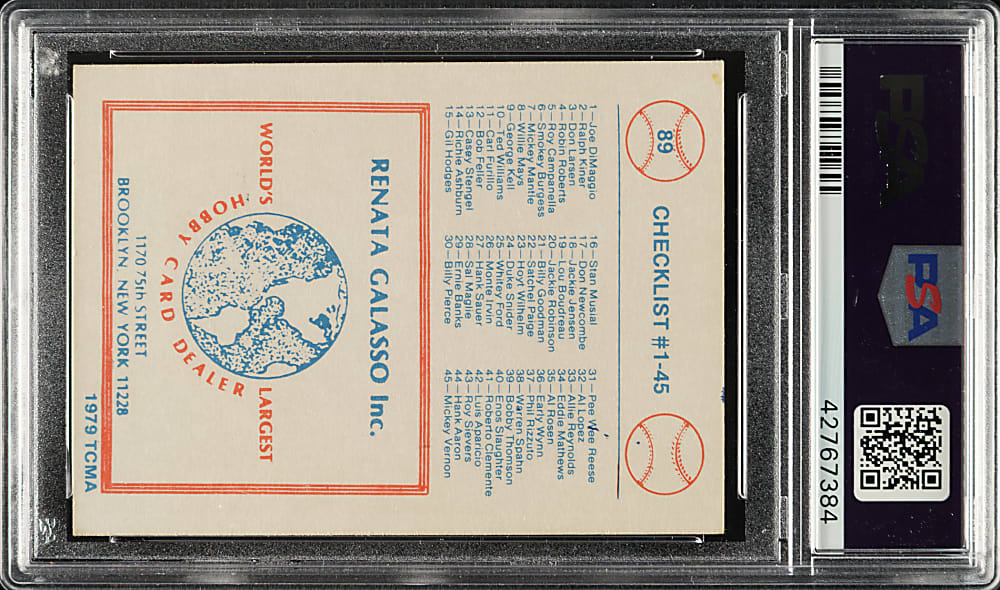 89 CHECKLIST #1-45
1—Joe DiMaggio
2—Ralph Kiner
3—Don Larsen
4—Robin Roberts
5—Roy Campanella
6—Smokey Burgess
7—Mickey Mantle
8—Willie Mays
9—George Kell
10—Ted Williams
11—Carl Furillo
12—Bob Feller
13—Casey Stengel
14—Richie Ashburn
15—Gil Hodges
16—Stan Musial
17—Don Newcombe
18—Jackie Jensen
19—Lou Boudreau
20—Jackie Robinson
21—Billy Goodman
22—Satchel Paige
23—Hoyt Wilhelm
24—Duke Snider
25—Whitey Ford
26—Monte Irvin
27—Hank Sauer
28—Sal Maglie
29—Ernie Banks
30—Billy Pierce
31—Pee Wee Reese
32—Al Lopez
33—Allie Reynolds
34—Eddie Mathews
35—Al Rosen
36—Early Wynn
37—Phil Rizzuto
38—Warren Spahn
39—Bobby Thomson
40—Enos Slaughter
41—Roberto Clemente
42—Luis Aparicio
43—Roy Sievers
44—Hank Aaron
45—Mickey Vernon
RENATA GALASSO Inc.
WORLD'S LARGEST
HOBBY CARD DEALER
1170 75th STREET
BROOKLYN, NEW YORK 11228
1979 TCMA
PSA
PSA
42767384